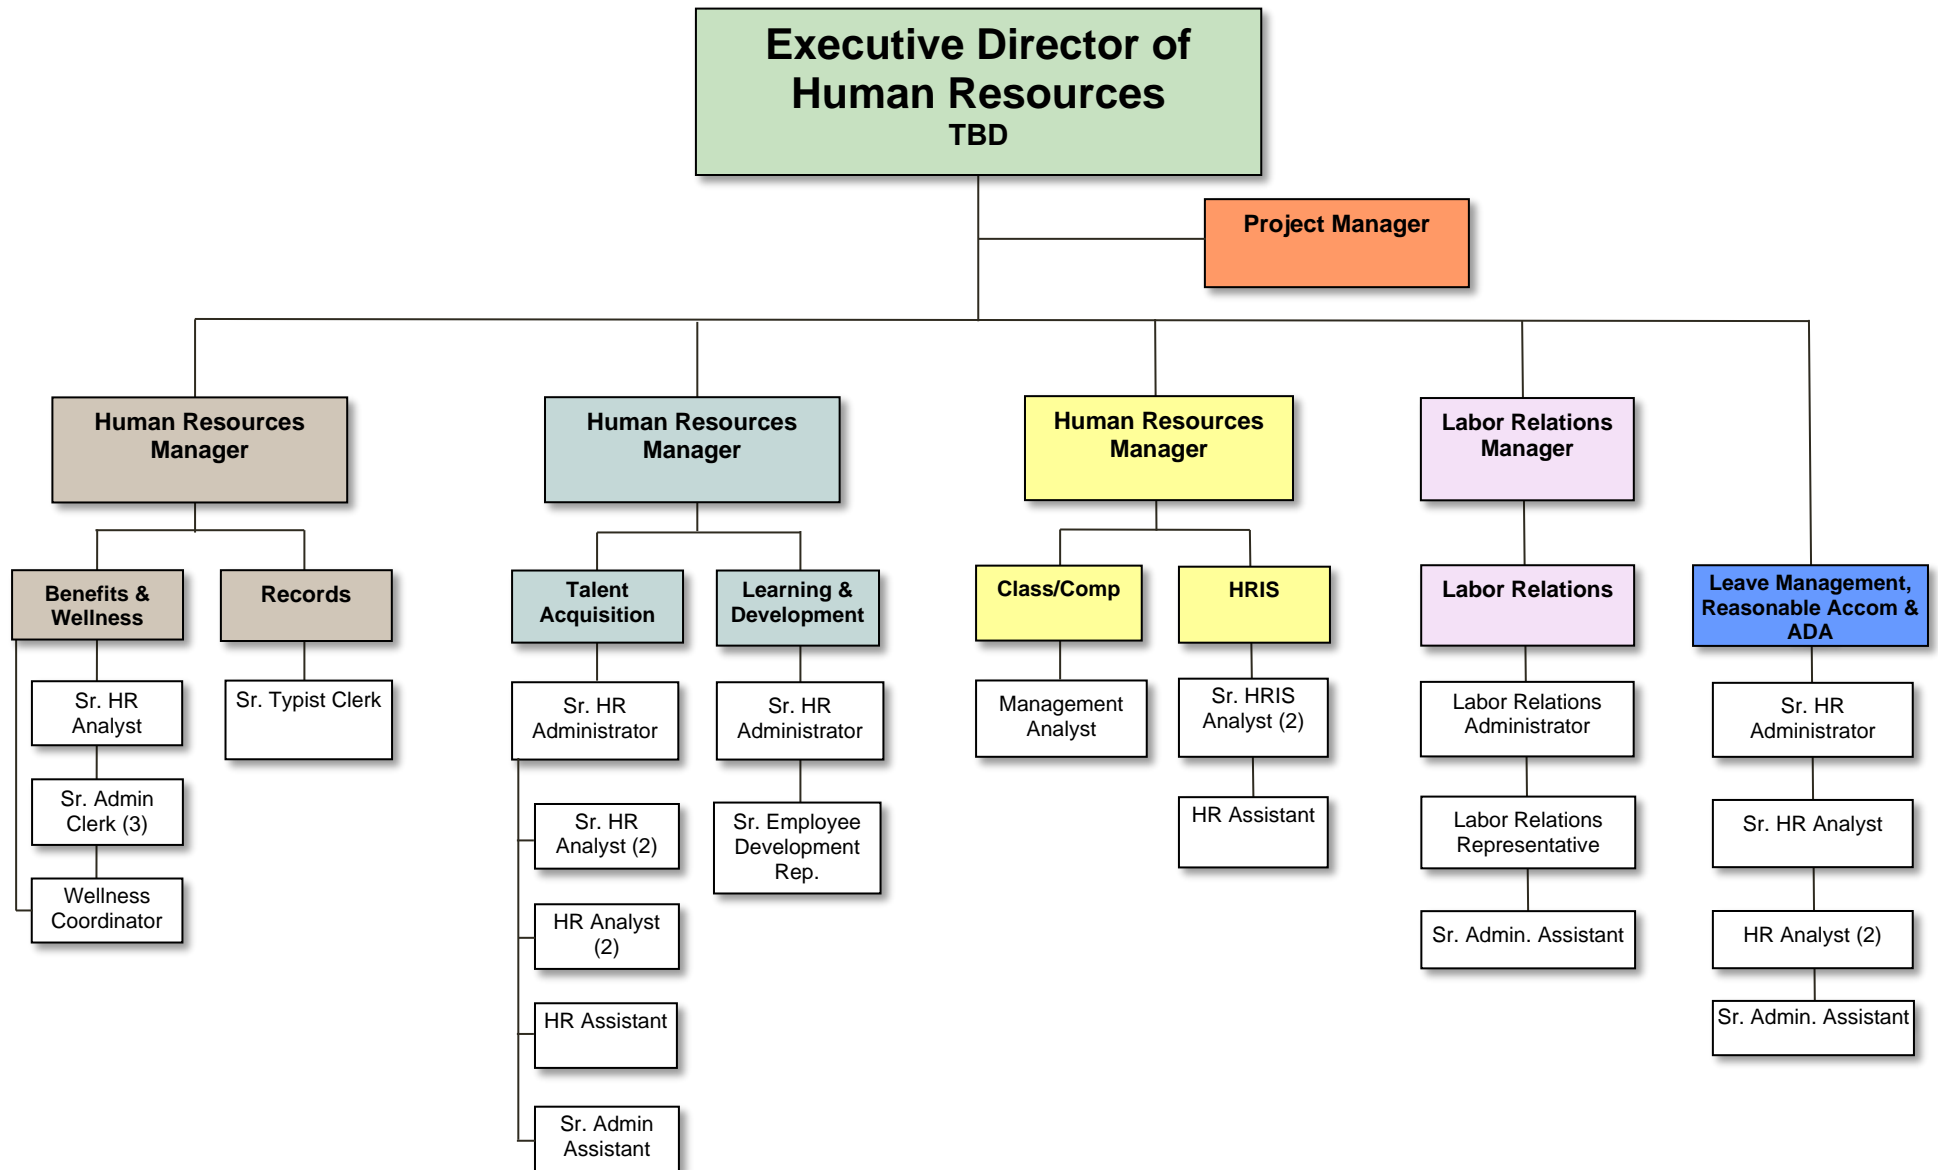 Executive Director of
Human Resources
TBD
Project Manager
Human Resources
Manager
Human Resources
Manager
Human Resources
Manager
Labor Relations
Manager
Benefits &
Wellness
Records
Talent
Acquisition
Learning &
Development
Class/Comp
HRIS
Labor Relations
Leave Management,
Reasonable Accom &
ADA
Sr. HR
Analyst
Sr. Admin
Clerk (3)
Wellness
Coordinator
Sr. Typist Clerk
Sr. HR
Administrator
Sr. HR
Analyst (2)
HR Analyst
(2)
HR Assistant
Sr. Admin
Assistant
Sr. HR
Administrator
Sr. Employee
Development
Rep.
Management
Analyst
Sr. HRIS
Analyst (2)
HR Assistant
Labor Relations
Administrator
Labor Relations
Representative
Sr. Admin. Assistant
Sr. HR
Administrator
Sr. HR Analyst
HR Analyst (2)
Sr. Admin. Assistant